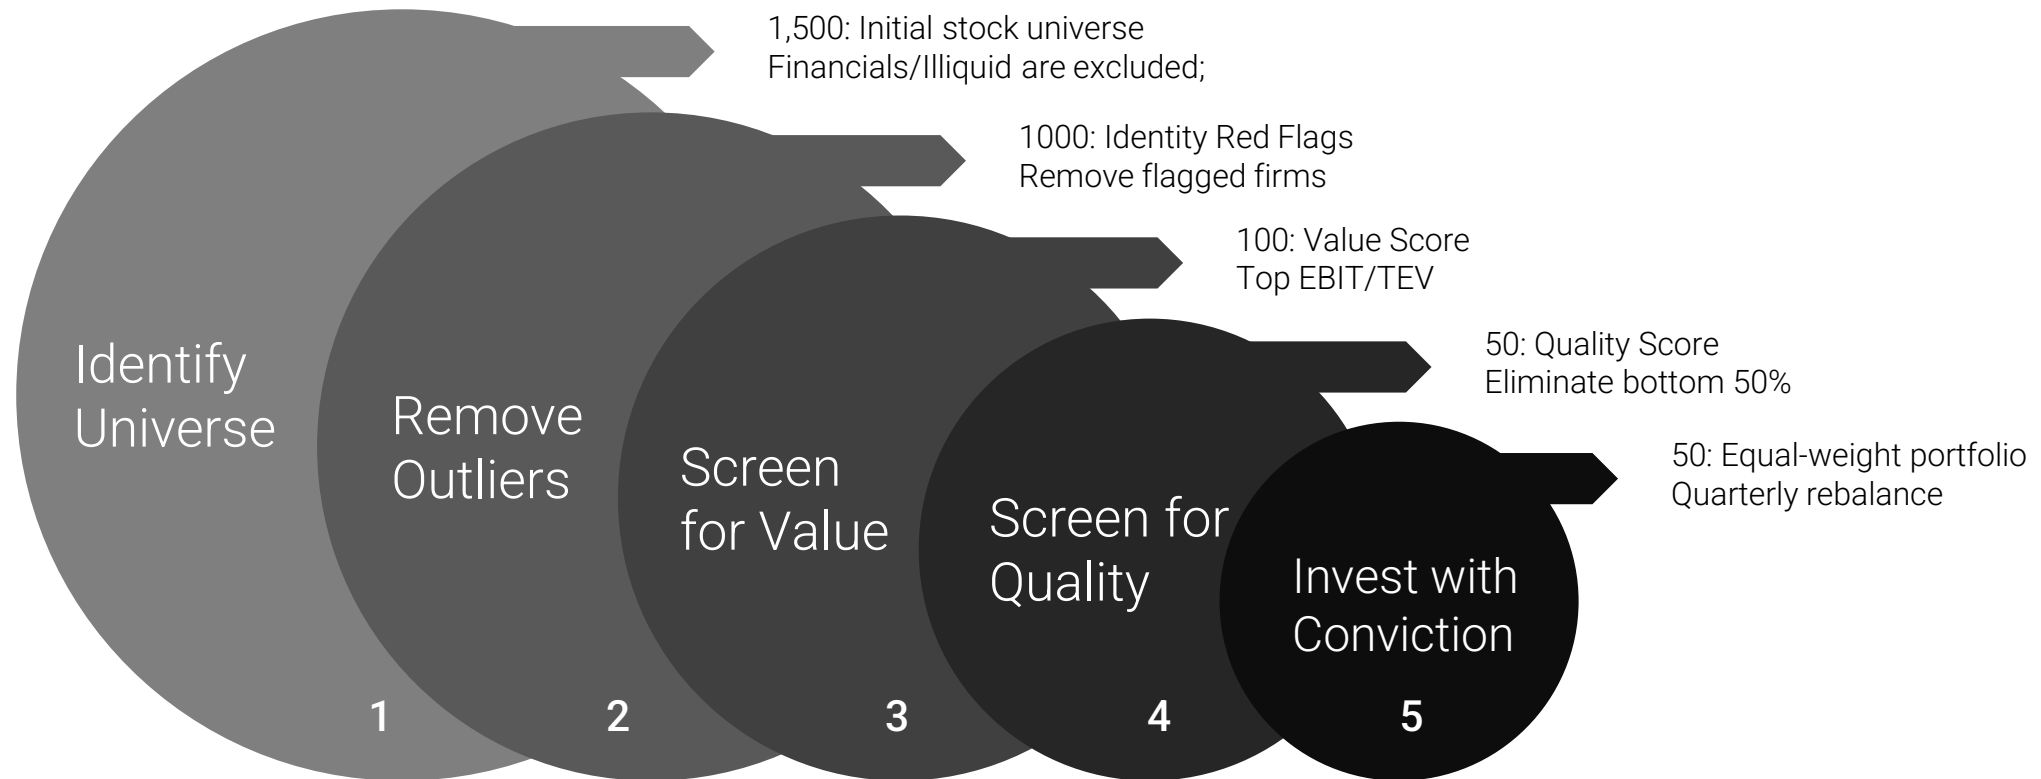 1,500: Initial stock universe
Financials/Illiquid are excluded;
1000: Identity Red Flags
Remove flagged firms
100: Value Score
Top EBIT/TEV
50: Quality Score
Eliminate bottom 50%
50: Equal-weight portfolio
Quarterly rebalance
Identify
Universe
Remove
Outliers
Screen
for Value
Screen for
Quality
Invest with
Conviction
1
2
3
4
5